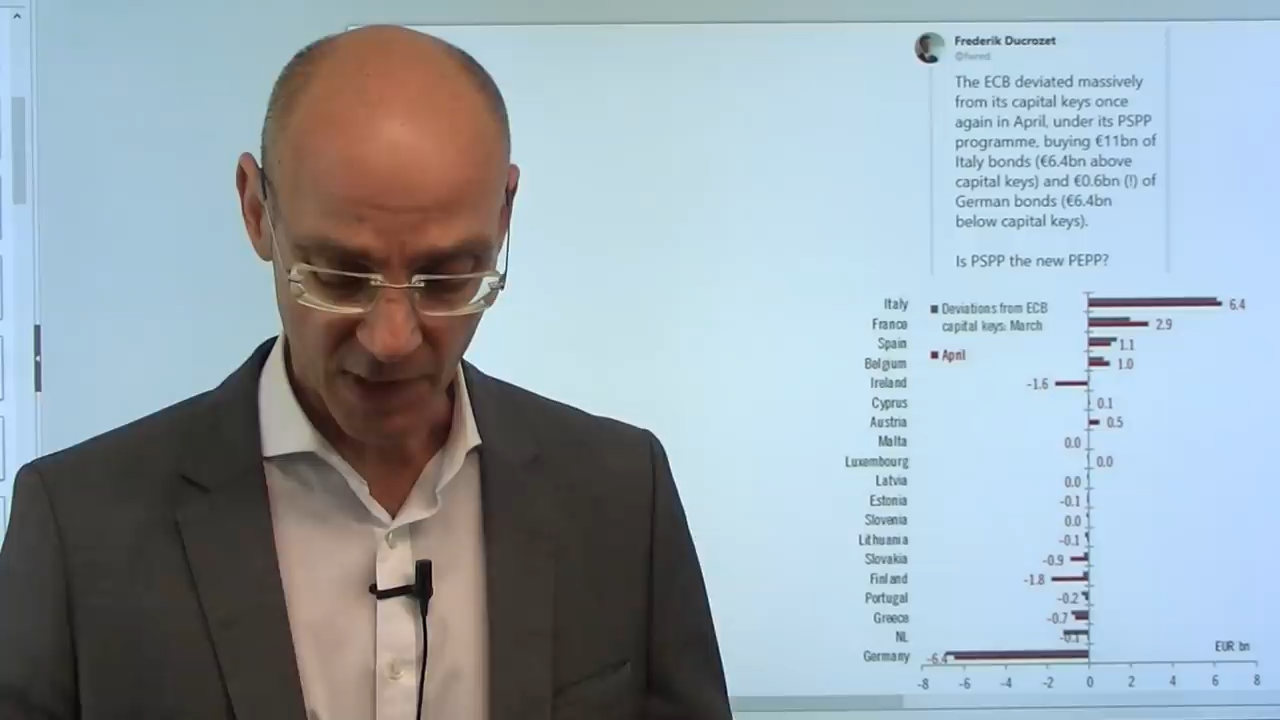 Frederik Ducrozet
@fwred
The ECB deviated massively
from its capital keys once
again in April, under its PSPP
programme, buying €11bn of
Italy bonds (€6.4bn above
capital keys) and €0.6bn (!) of
German bonds (€6.4bn
below capital keys).
Is PSPP the new PEPP?
Deviations from ECB
capital keys: March
April
Italy 6.4
France 2.9
Spain 1.1
Belgium 1.0
Ireland -1.6
Cyprus 0.1
Austria 0.5
Malta 0.0
Luxembourg 0.0
Latvia 0.0
Estonia -0.1
Slovenia 0.0
Lithuania -0.1
Slovakia -0.9
Finland -1.8
Portugal -0.2
Greece -0.7
NL -0.1
Germany -6.4
EUR bn
-8 -6 -4 -2 0 2 4 6 8